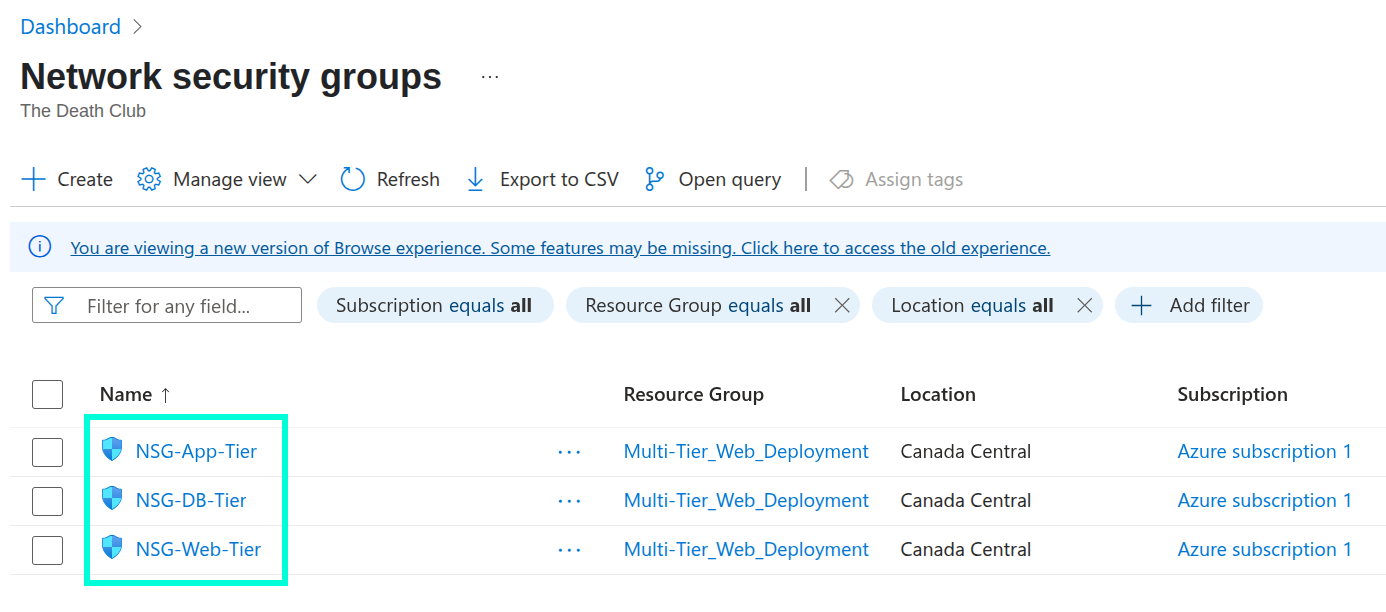 Dashboard
Network security groups ...
The Death Club
Create Manage view Refresh Export to CSV Open query Assign tags
You are viewing a new version of Browse experience. Some features may be missing. Click here to access the old experience.
Filter for any field... Subscription equals all Resource Group equals all Location equals all Add filter
Name ↑ Resource Group Location Subscription
NSG-App-Tier ... Multi-Tier_Web_Deployment Canada Central Azure subscription 1
NSG-DB-Tier ... Multi-Tier_Web_Deployment Canada Central Azure subscription 1
NSG-Web-Tier ... Multi-Tier_Web_Deployment Canada Central Azure subscription 1